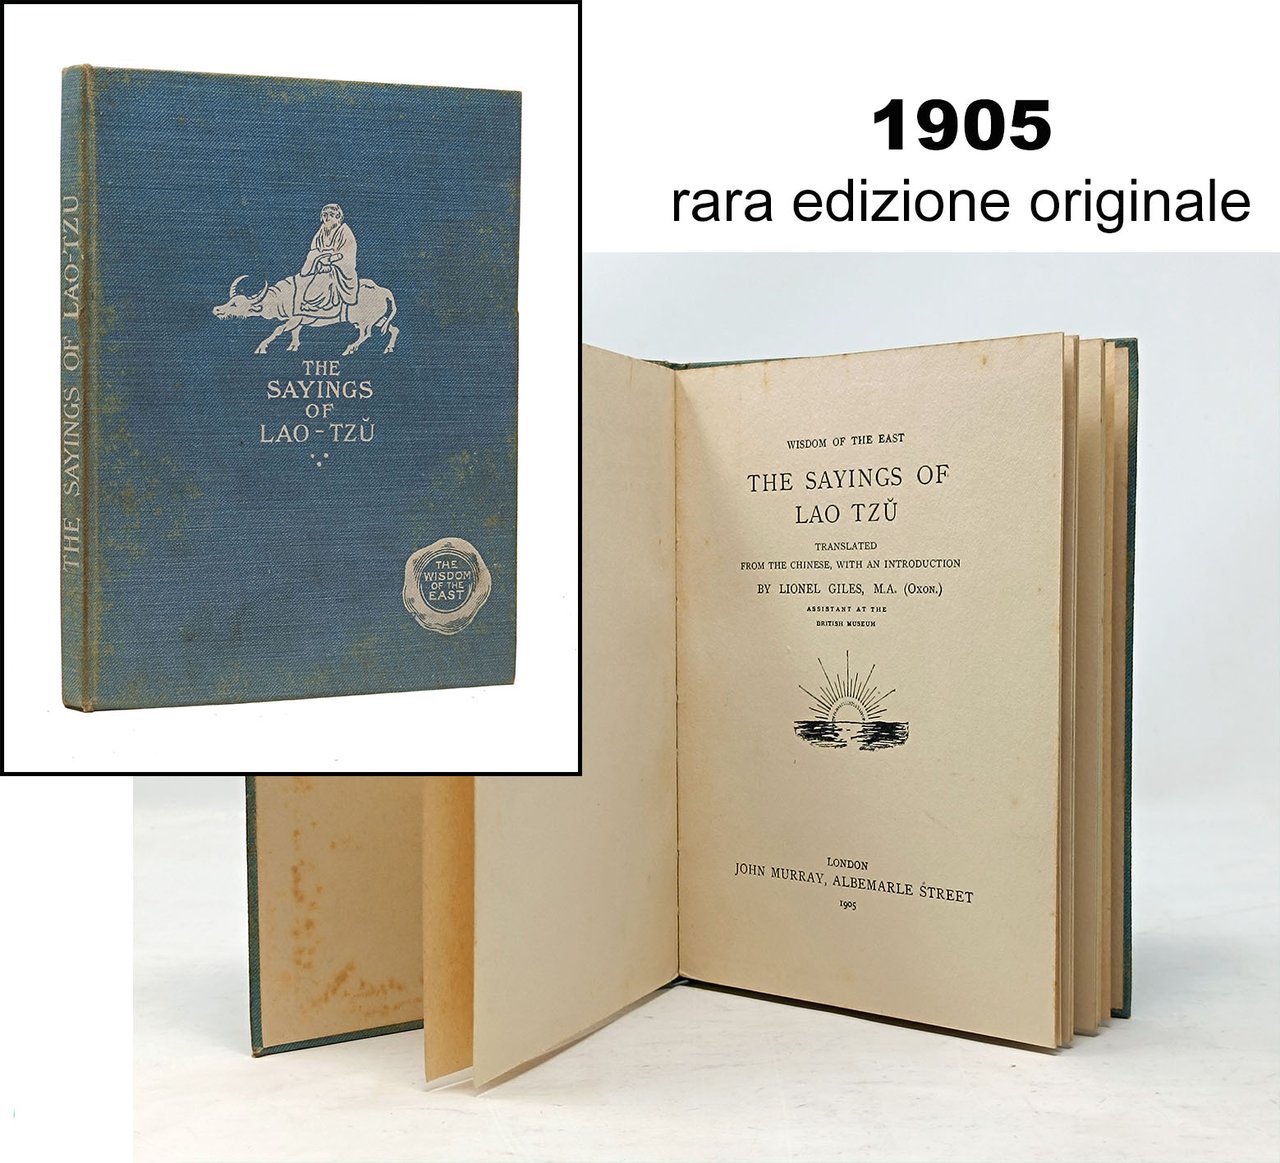 THE SAYINGS OF LAO-TZŬ
THE
SAYINGS
OF
LAO-TZŬ
THE
WISDOM
OF THE
EAST
1905
rara edizione originale
WISDOM OF THE EAST
THE SAYINGS OF
LAO TZŬ
TRANSLATED
FROM THE CHINESE, WITH AN INTRODUCTION
BY LIONEL GILES, M.A. (Oxon.)
ASSISTANT AT THE
BRITISH MUSEUM
LONDON
JOHN MURRAY, ALBEMARLE STREET
1905